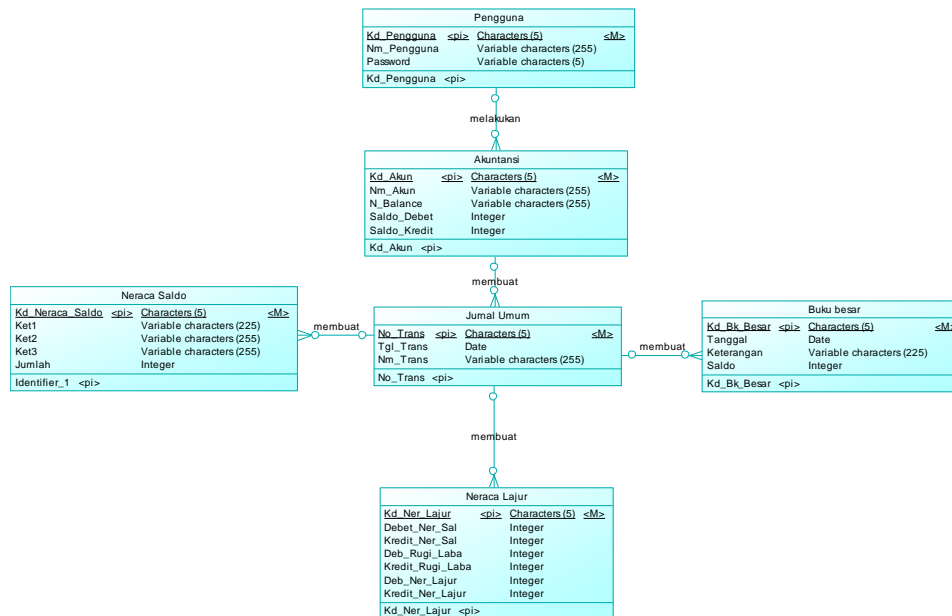 Pengguna
Kd_Pengguna <pi> Characters (5) <M>
Nm_Pengguna Variable characters (255)
Password Variable characters (5)
Kd_Pengguna <pi>
melakukan
Akuntansi
Kd_Akun <pi> Characters (5) <M>
Nm_Akun Variable characters (255)
N_Balance Variable characters (255)
Saldo_Debet Integer
Saldo_Kredit Integer
Kd_Akun <pi>
membuat
Neraca Saldo
Kd_Neraca_Saldo <pi> Characters (5) <M>
Ket1 Variable characters (225)
Ket2 Variable characters (255)
Ket3 Variable characters (255)
Jumlah Integer
Identifier_1 <pi>
membuat
Jurnal Umum
No_Trans <pi> Characters (5) <M>
Tgl_Trans Date
Nm_Trans Variable characters (255)
No_Trans <pi>
membuat
Buku besar
Kd_Bk_Besar <pi> Characters (5) <M>
Tanggal Date
Keterangan Variable characters (225)
Saldo Integer
Kd_Bk_Besar <pi>
membuat
Neraca Lajur
Kd_Ner_Lajur <pi> Characters (5) <M>
Debet_Ner_Sal Integer
Kredit_Ner_Sal Integer
Deb_Rugi_Laba Integer
Kredit_Rugi_Laba Integer
Deb_Ner_Lajur Integer
Kredit_Ner_Lajur Integer
Kd_Ner_Lajur <pi>